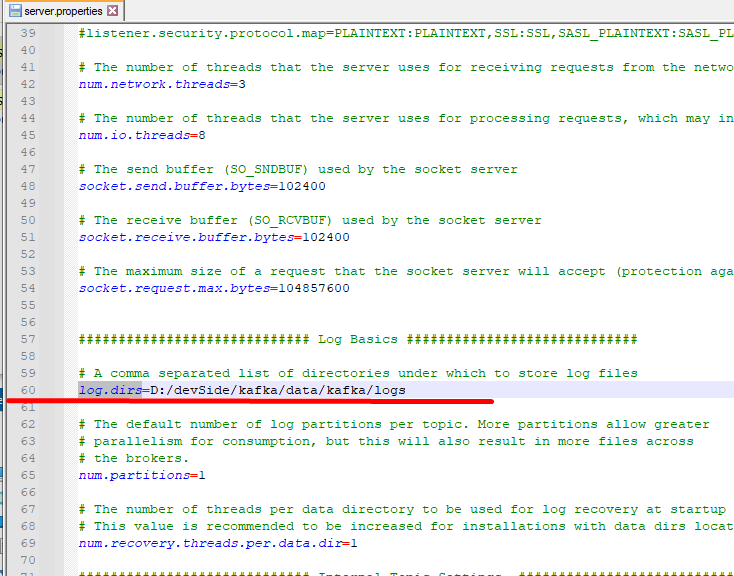 server.properties
39 #listener.security.protocol.map=PLAINTEXT:PLAINTEXT,SSL:SSL,SASL_PLAINTEXT:SASL_PL
40
41 # The number of threads that the server uses for receiving requests from the netwo
42 num.network.threads=3
43
44 # The number of threads that the server uses for processing requests, which may in
45 num.io.threads=8
46
47 # The send buffer (SO_SNDBUF) used by the socket server
48 socket.send.buffer.bytes=102400
49
50 # The receive buffer (SO_RCVBUF) used by the socket server
51 socket.receive.buffer.bytes=102400
52
53 # The maximum size of a request that the socket server will accept (protection aga
54 socket.request.max.bytes=104857600
55
56
57 ############################# Log Basics #############################
58
59 # A comma separated list of directories under which to store log files
60 log.dirs=D:/devSide/kafka/data/kafka/logs
61
62 # The default number of log partitions per topic. More partitions allow greater
63 # parallelism for consumption, but this will also result in more files across
64 # the brokers.
65 num.partitions=1
66
67 # The number of threads per data directory to be used for log recovery at startup
68 # This value is recommended to be increased for installations with data dirs locat
69 num.recovery.threads.per.data.dir=1
70
71 ############################# Internal Topic Settings #############################